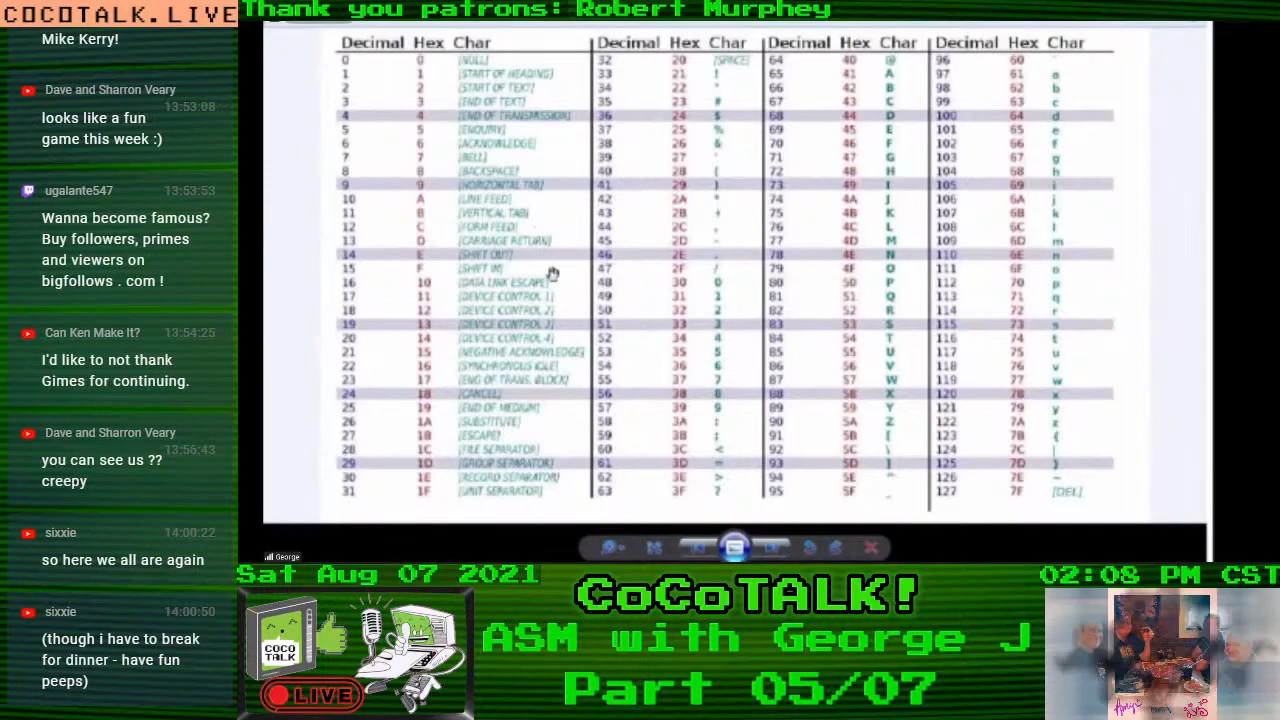 COCOTALK.LIVE
Thank you patrons: Robert Murphey
Mike Kerry!
Dave and Sharron Veary
13:53:08
looks like a fun
game this week :)
ugalante547
13:53:53
Wanna become famous?
Buy followers, primes
and viewers on
bigfollows . com !
Can Ken Make It?
13:54:25
I'd like to not thank
Gimes for continuing.
Dave and Sharron Veary
13:56:43
you can see us ??
creepy
sixxie
14:00:22
so here we all are again
sixxie
14:00:50
(though i have to break
for dinner - have fun
peeps)
Decimal Hex Char Decimal Hex Char Decimal Hex Char Decimal Hex Char
0 0 [NULL] 32 20 [SPACE] 64 40 @ 96 60 `
1 1 [START OF HEADING] 33 21 ! 65 41 A 97 61 a
2 2 [START OF TEXT] 34 22 " 66 42 B 98 62 b
3 3 [END OF TEXT] 35 23 # 67 43 C 99 63 c
4 4 [END OF TRANSMISSION] 36 24 $ 68 44 D 100 64 d
5 5 [ENQUIRY] 37 25 % 69 45 E 101 65 e
6 6 [ACKNOWLEDGE] 38 26 & 70 46 F 102 66 f
7 7 [BELL] 39 27 ' 71 47 G 103 67 g
8 8 [BACKSPACE] 40 28 ( 72 48 H 104 68 h
9 9 [HORIZONTAL TAB] 41 29 ) 73 49 I 105 69 i
10 A [LINE FEED] 42 2A * 74 4A J 106 6A j
11 B [VERTICAL TAB] 43 2B + 75 4B K 107 6B k
12 C [FORM FEED] 44 2C , 76 4C L 108 6C l
13 D [CARRIAGE RETURN] 45 2D - 77 4D M 109 6D m
14 E [SHIFT OUT] 46 2E . 78 4E N 110 6E n
15 F [SHIFT IN] 47 2F / 79 4F O 111 6F o
16 10 [DATA LINK ESCAPE] 48 30 0 80 50 P 112 70 p
17 11 [DEVICE CONTROL 1] 49 31 1 81 51 Q 113 71 q
18 12 [DEVICE CONTROL 2] 50 32 2 82 52 R 114 72 r
19 13 [DEVICE CONTROL 3] 51 33 3 83 53 S 115 73 s
20 14 [DEVICE CONTROL 4] 52 34 4 84 54 T 116 74 t
21 15 [NEGATIVE ACKNOWLEDGE] 53 35 5 85 55 U 117 75 u
22 16 [SYNCHRONOUS IDLE] 54 36 6 86 56 V 118 76 v
23 17 [ENG OF TRANS. BLOCK] 55 37 7 87 57 W 119 77 w
24 18 [CANCEL] 56 38 8 88 58 X 120 78 x
25 19 [END OF MEDIUM] 57 39 9 89 59 Y 121 79 y
26 1A [SUBSTITUTE] 58 3A : 90 5A Z 122 7A z
27 1B [ESCAPE] 59 3B ; 91 5B [ 123 7B {
28 1C [FILE SEPARATOR] 60 3C < 92 5C \ 124 7C |
29 1D [GROUP SEPARATOR] 61 3D = 93 5D ] 125 7D }
30 1E [RECORD SEPARATOR] 62 3E > 94 5E ^ 126 7E ~
31 1F [UNIT SEPARATOR] 63 3F ? 95 5F _ 127 7F [DEL]
George
Sat Aug 07 2021
CoCoTALK!
02:08 PM CST
COCO
TALK
LIVE
ASM with George J
Part 05/07